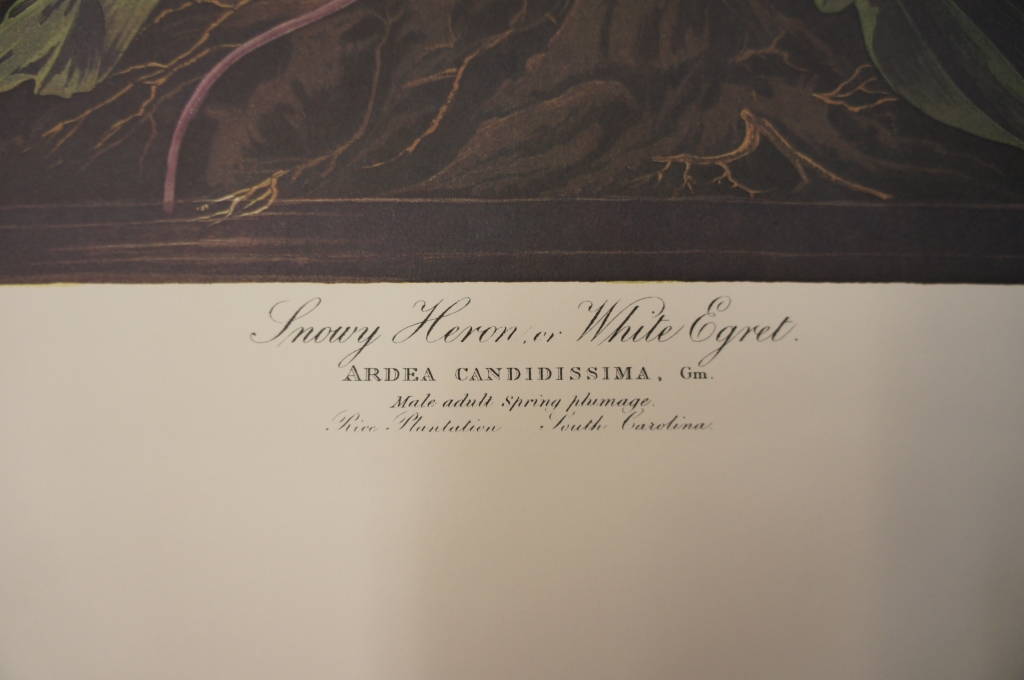 Snowy Heron, or White Egret.
ARDEA CANDIDISSIMA, Gm.
Male adult Spring plumage.
Rice Plantation South Carolina.